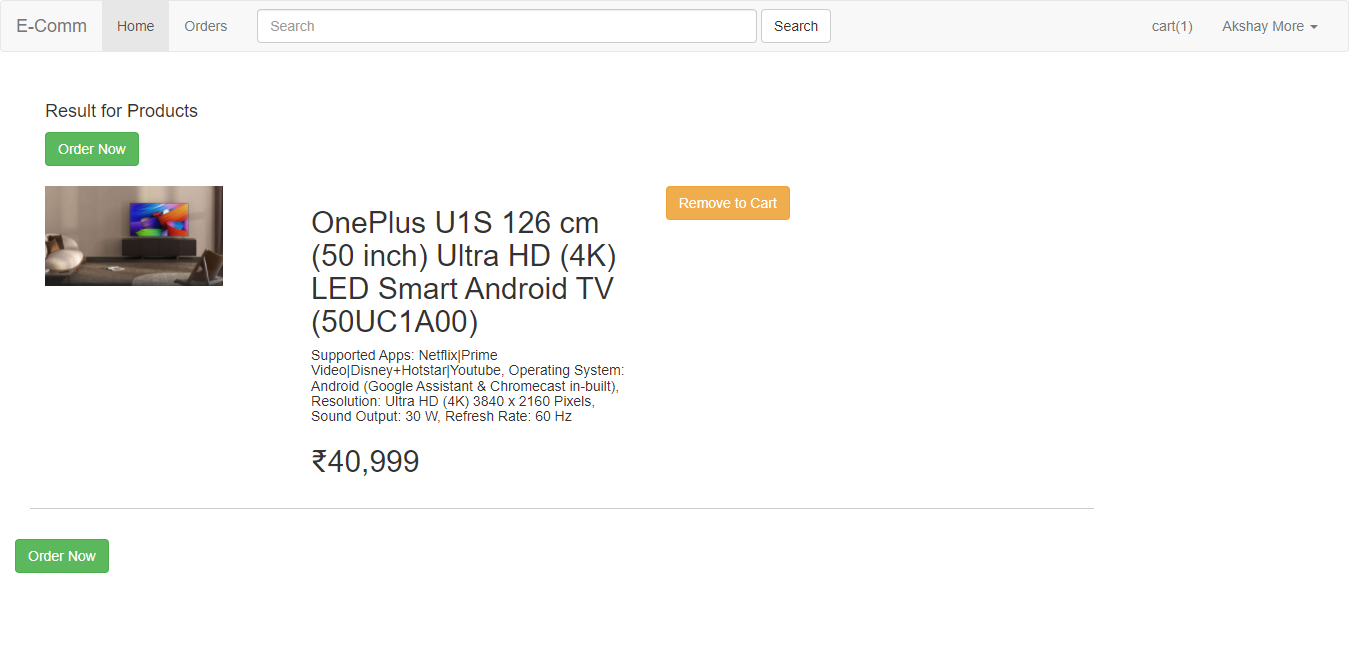 E-Comm Home Orders Search Search cart(1) Akshay More
Result for Products
Order Now
Remove to Cart
OnePlus U1S 126 cm
(50 inch) Ultra HD (4K)
LED Smart Android TV
(50UC1A00)
Supported Apps: Netflix|Prime
Video|Disney+Hotstar|Youtube, Operating System:
Android (Google Assistant & Chromecast in-built),
Resolution: Ultra HD (4K) 3840 x 2160 Pixels,
Sound Output: 30 W, Refresh Rate: 60 Hz
₹40,999
Order Now